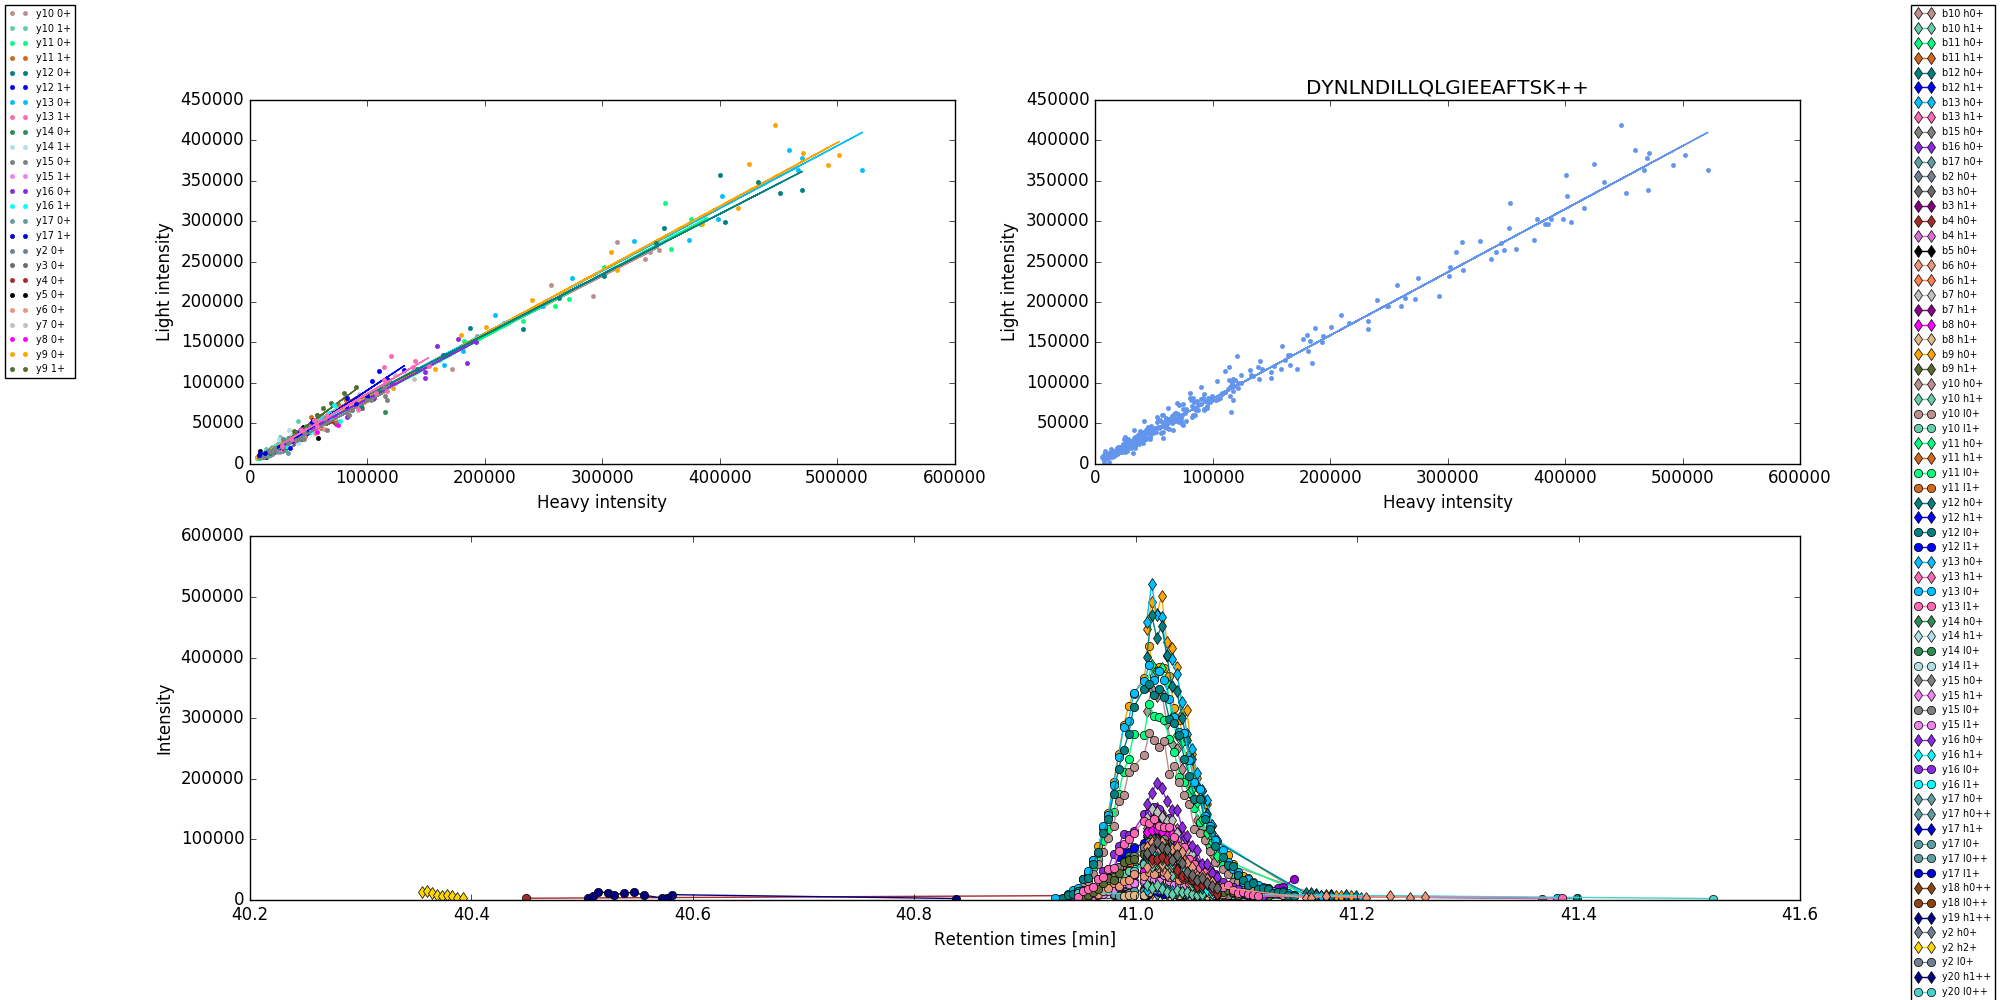 y10 0+
y10 1+
y11 0+
y11 1+
y12 0+
y12 1+
y13 0+
y13 1+
y14 0+
y14 1+
y15 0+
y15 1+
y16 0+
y16 1+
y17 0+
y17 1+
y2 0+
y3 0+
y4 0+
y5 0+
y6 0+
y7 0+
y8 0+
y9 0+
y9 1+
450000
400000
350000
300000
250000
200000
150000
100000
50000
0
Light intensity
0 100000 200000 300000 400000 500000 600000
Heavy intensity
DYNLNDILLQLGIEEAFTSK++
450000
400000
350000
300000
250000
200000
150000
100000
50000
0
Light intensity
0 100000 200000 300000 400000 500000 600000
Heavy intensity
600000
500000
400000
300000
200000
100000
0
Intensity
40.2 40.4 40.6 40.8 41.0 41.2 41.4 41.6
Retention times [min]
b10 h0+
b10 h1+
b11 h0+
b11 h1+
b12 h0+
b12 h1+
b13 h0+
b13 h1+
b15 h0+
b16 h0+
b17 h0+
b2 h0+
b3 h0+
b3 h1+
b4 h0+
b4 h1+
b5 h0+
b6 h0+
b6 h1+
b7 h0+
b7 h1+
b8 h0+
b8 h1+
b9 h0+
b9 h1+
y10 h0+
y10 h1+
y10 l0+
y10 l1+
y11 h0+
y11 h1+
y11 l0+
y11 l1+
y12 h0+
y12 h1+
y12 l0+
y12 l1+
y13 h0+
y13 h1+
y13 l0+
y13 l1+
y14 h0+
y14 h1+
y14 l0+
y14 l1+
y15 h0+
y15 h1+
y15 l0+
y15 l1+
y16 h0+
y16 h1+
y16 l0+
y16 l1+
y17 h0+
y17 h0++
y17 h1+
y17 l0+
y17 l0++
y17 l1+
y18 h0++
y18 l0++
y19 h1++
y2 h0+
y2 h2+
y2 l0+
y20 h1++
y20 l0++